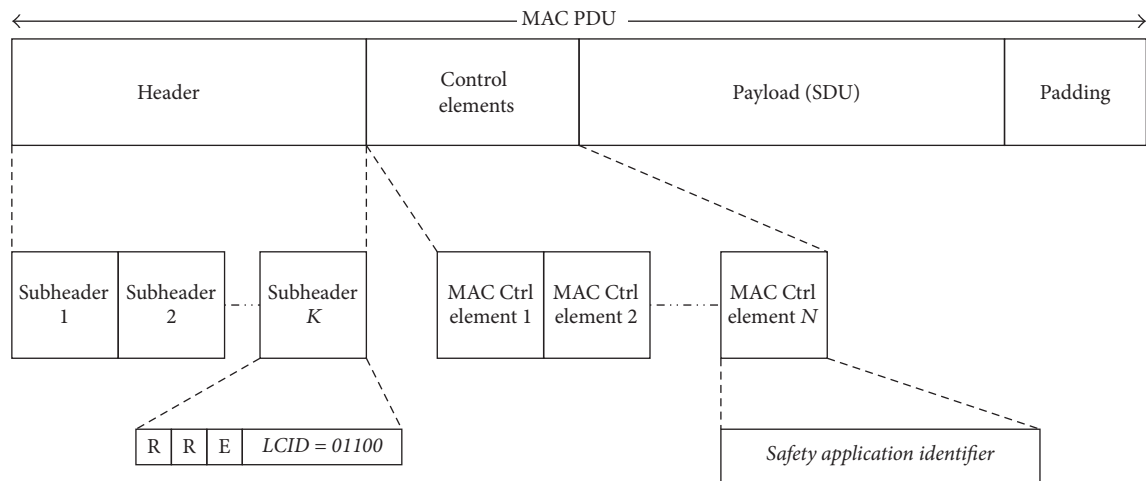 MAC PDU
Header
Control
elements
Payload (SDU)
Padding
Subheader
1
Subheader
2
Subheader
K
MAC Ctrl
element 1
MAC Ctrl
element 2
MAC Ctrl
element N
R R E LCID = 01100
Safety application identifier